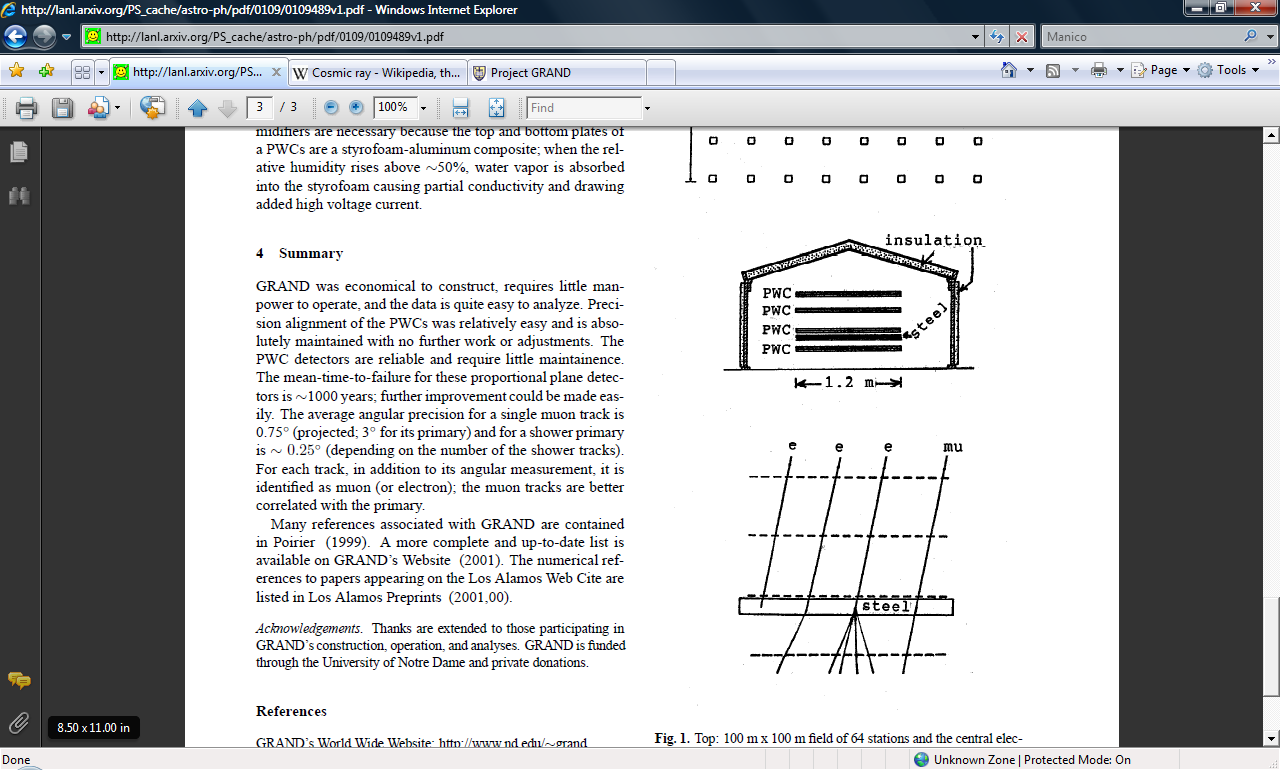 http://lanl.arxiv.org/PS_cache/astro-ph/pdf/0109/0109489v1.pdf - Windows Internet Explorer
http://lanl.arxiv.org/PS_cache/astro-ph/pdf/0109/0109489v1.pdf
Manico
http://lanl.arxiv.org/PS...
Cosmic ray - Wikipedia, th...
Project GRAND
Page
Tools
3 / 3
100%
Find
midifiers are necessary because the top and bottom plates of
a PWCs are a styrofoam-aluminum composite; when the rel-
ative humidity rises above ∼50%, water vapor is absorbed
into the styrofoam causing partial conductivity and drawing
added high voltage current.
4 Summary
GRAND was economical to construct, requires little man-
power to operate, and the data is quite easy to analyze. Preci-
sion alignment of the PWCs was relatively easy and is abso-
lutely maintained with no further work or adjustments. The
PWC detectors are reliable and require little maintainence.
The mean-time-to-failure for these proportional plane detec-
tors is ∼1000 years; further improvement could be made eas-
ily. The average angular precision for a single muon track is
0.75° (projected; 3° for its primary) and for a shower primary
is ∼ 0.25° (depending on the number of the shower tracks).
For each track, in addition to its angular measurement, it is
identified as muon (or electron); the muon tracks are better
correlated with the primary.
Many references associated with GRAND are contained
in Poirier (1999). A more complete and up-to-date list is
available on GRAND's Website (2001). The numerical ref-
erences to papers appearing on the Los Alamos Web Cite are
listed in Los Alamos Preprints (2001,00).
Acknowledgements. Thanks are extended to those participating in
GRAND's construction, operation, and analyses. GRAND is funded
through the University of Notre Dame and private donations.
References
GRAND's World Wide Website: http://www.nd.edu/∼grand
insulation
PWC
PWC
PWC
PWC
steel
1.2 m
e e e mu
steel
Fig. 1. Top: 100 m x 100 m field of 64 stations and the central elec-
8.50 x 11.00 in
Done
Unknown Zone | Protected Mode: On